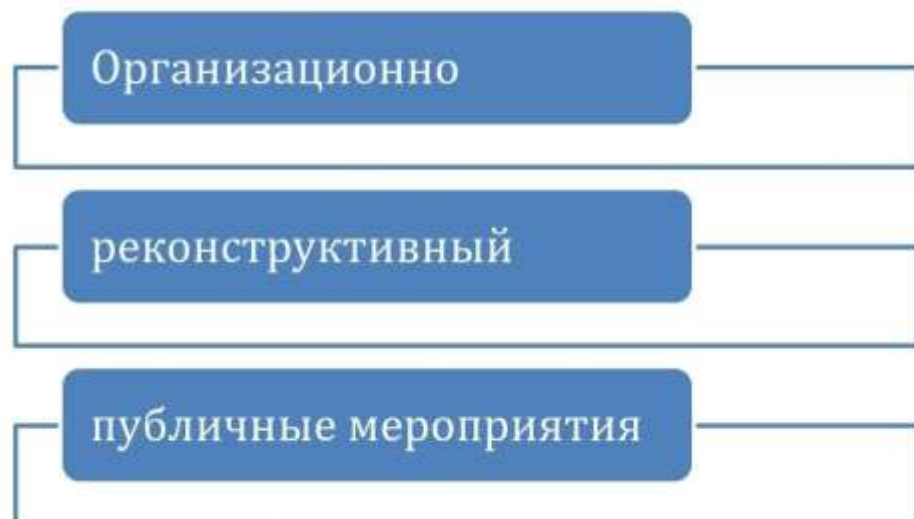 Организационно
реконструктивный
публичные мероприятия